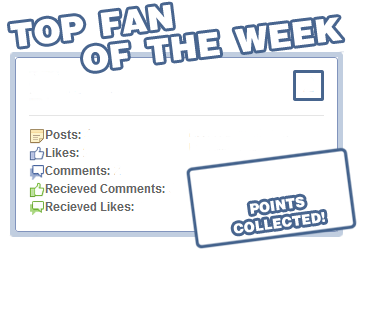 TOP FAN
OF THE WEEK
Posts:
Likes:
Comments:
Recieved Comments:
Recieved Likes:
POINTS
COLLECTED!